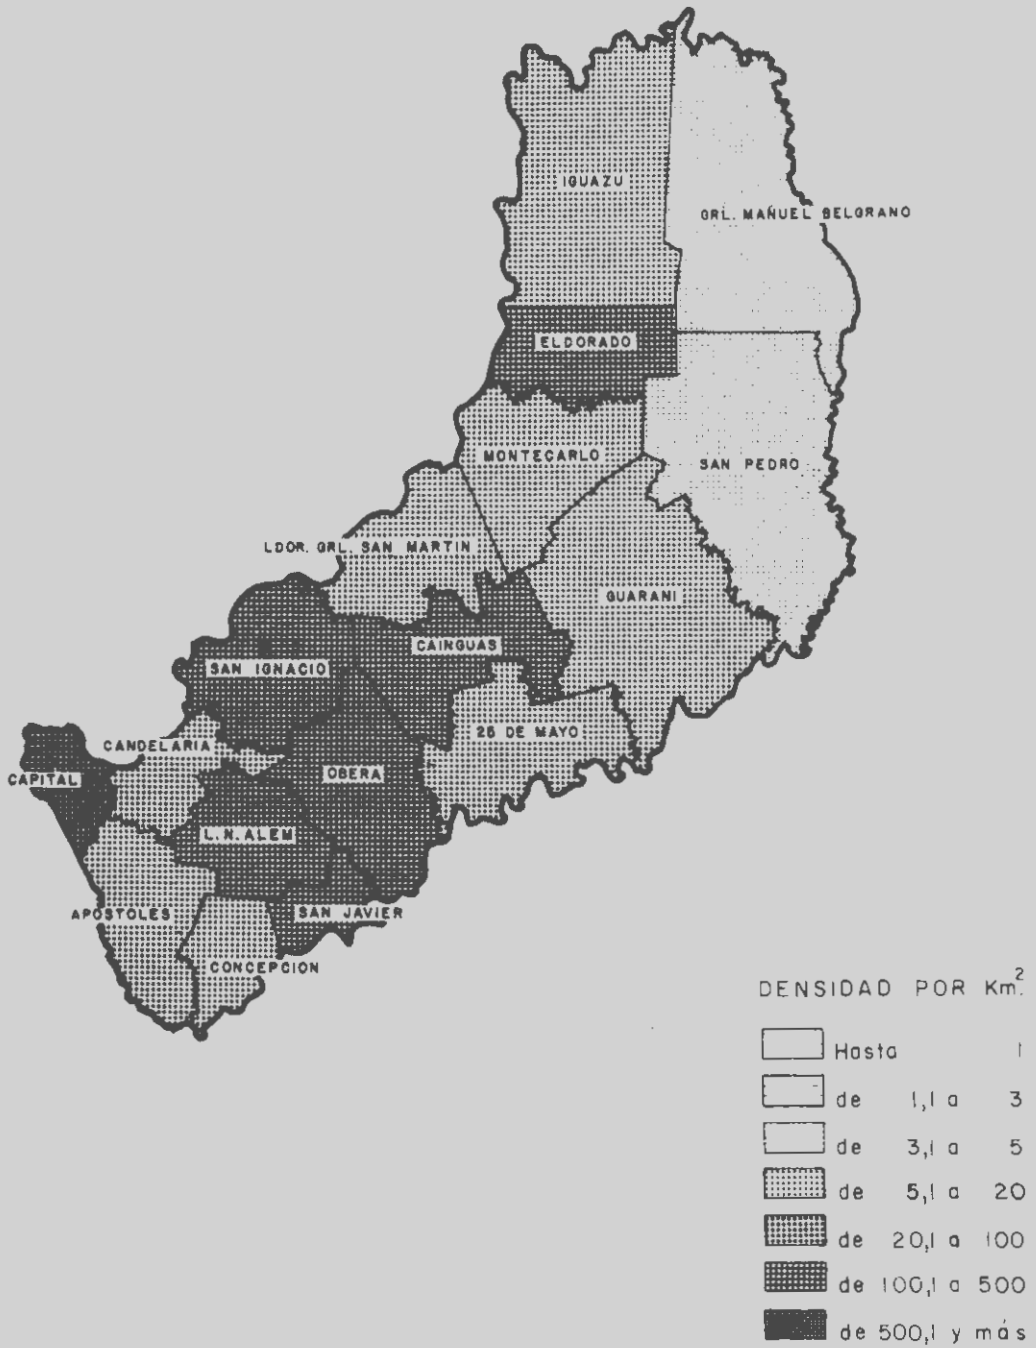 IGUAZU
GRL. MAÑUEL BELGRANO
ELDORADO
MONTECARLO
SAN PEDRO
LDOR. GRL. SAN MARTIN
GUARANI
CAINGUAS
SAN IGNACIO
25 DE MAYO
CANDELARIA
OBERA
CAPITAL
L.N. ALEM
APOSTOLES
SAN JAVIER
CONCEPCION
DENSIDAD POR Km².
Hasta 1
de 1,1 a 3
de 3,1 a 5
de 5,1 a 20
de 20,1 a 100
de 100,1 a 500
de 500,1 y más